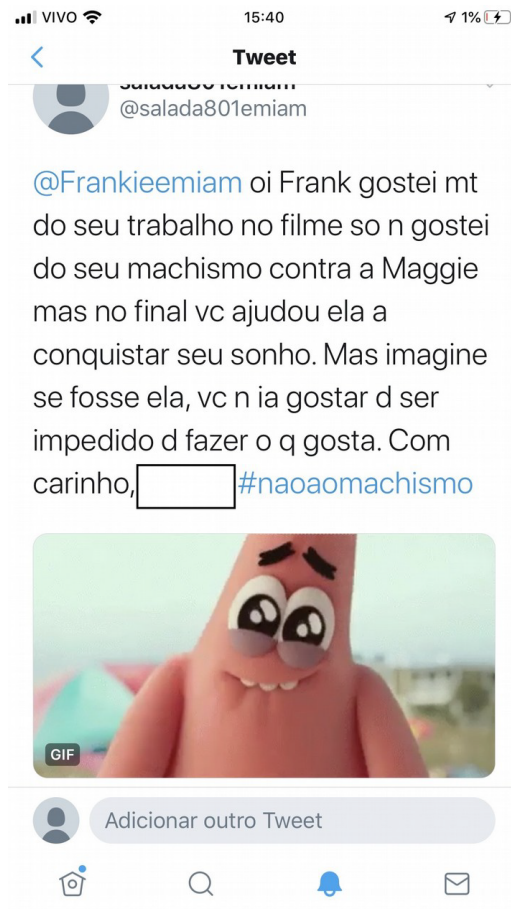 VIVO 15:40 1%
Tweet
salada801emiam
@salada801emiam
@Frankieemiam oi Frank gostei mt
do seu trabalho no filme so n gostei
do seu machismo contra a Maggie
mas no final vc ajudou ela a
conquistar seu sonho. Mas imagine
se fosse ela, vc n ia gostar d ser
impedido d fazer o q gosta. Com
carinho, #naoaomachismo
GIF
Adicionar outro Tweet